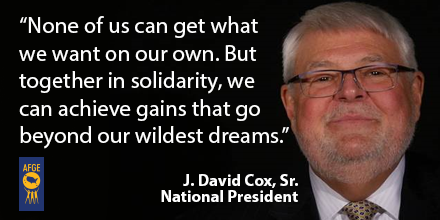 “None of us can get what
we want on our own. But
together in solidarity, we
can achieve gains that go
beyond our wildest dreams.”
AFGE
J. David Cox, Sr.
National President